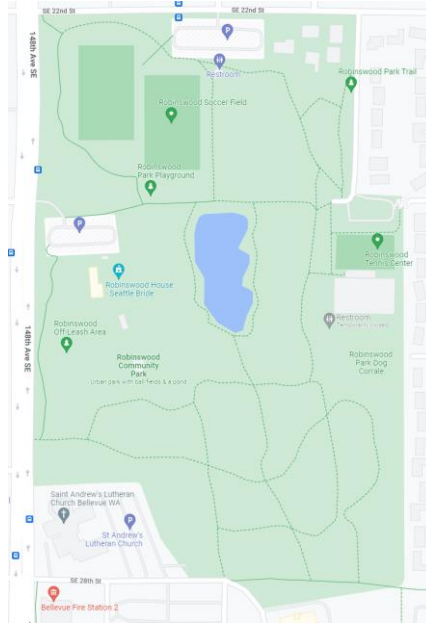 SE 22nd St
SE 22nd St
148th Ave SE
P
Restroom
Robinswood Park Trail
Robinswood Soccer Field
Robinswood
Park Playground
P
Robinswood House
Seattle Bride
Robinswood
Tennis Center
Restroom
Temporarily closed
Robinswood
Off-Leash Area
148th Ave SE
Robinswood
Community
Park
Urban park with ball fields & a pond
Robinswood
Park Dog
Corrale
Saint Andrew's Lutheran
Church Bellevue WA
P
St Andrew's
Lutheran Church
SE 28th St
Bellevue Fire Station 2